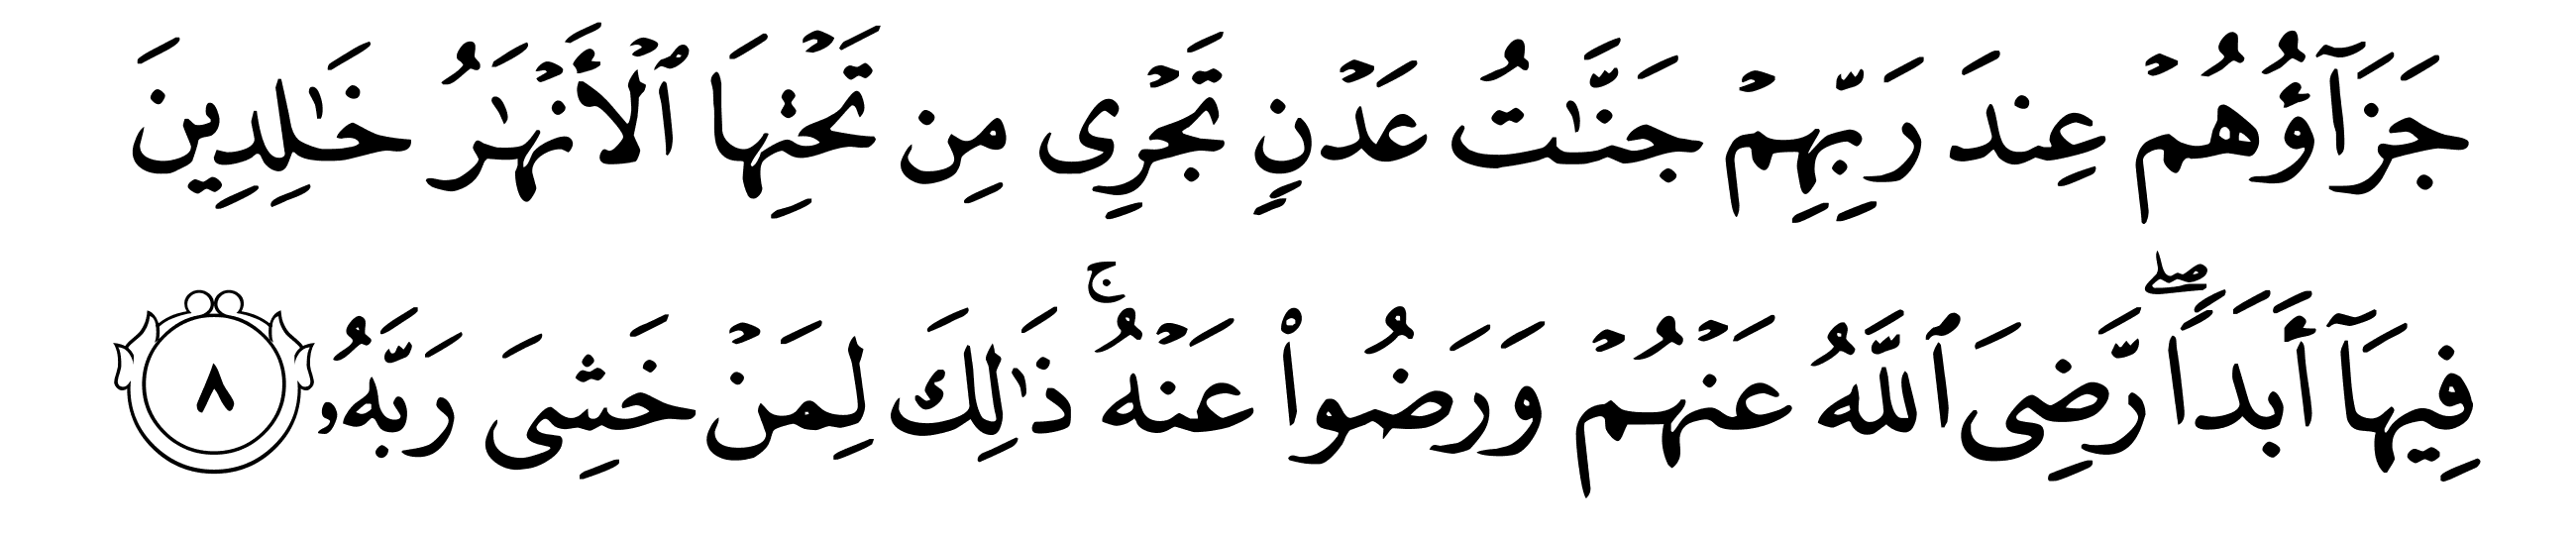 جَزَآؤُهُمْ عِندَ رَبِّهِمْ جَنَّـٰتُ عَدْنٍ تَجْرِى مِن تَحْتِهَا ٱلْأَنْهَـٰرُ خَـٰلِدِينَ
فِيهَآ أَبَدًا ۖ رَّضِىَ ٱللَّهُ عَنْهُمْ وَرَضُوا۟ عَنْهُ ۚ ذَٰلِكَ لِمَنْ خَشِىَ رَبَّهُۥ ٨